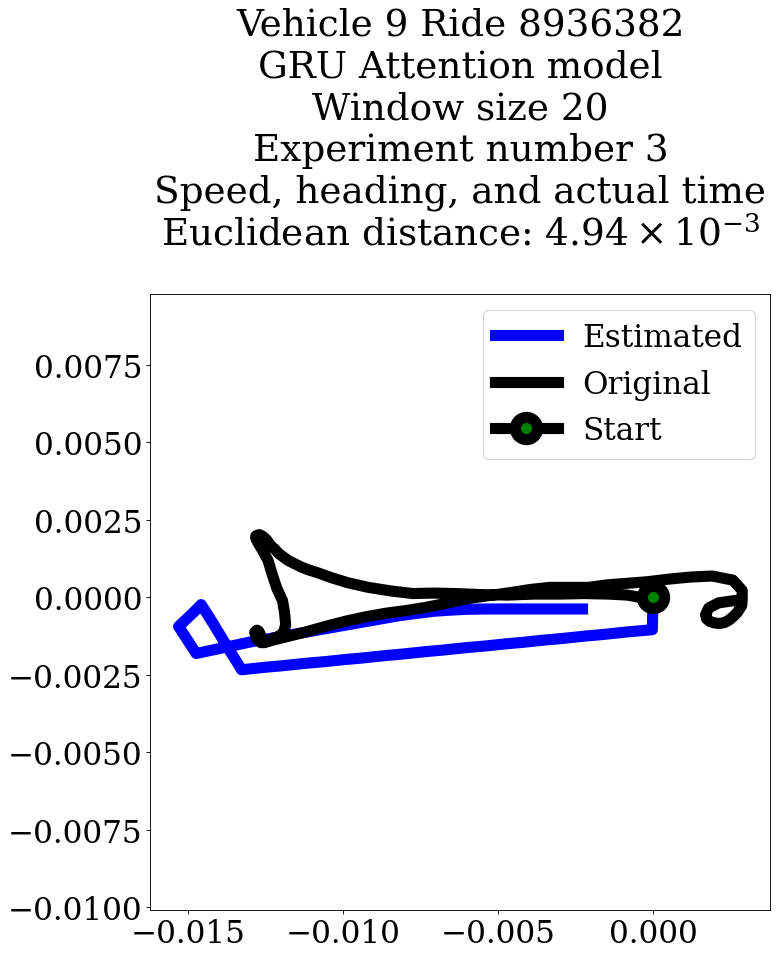 Vehicle 9 Ride 8936382
GRU Attention model
Window size 20
Experiment number 3
Speed, heading, and actual time
Euclidean distance: 4.94 × 10⁻³
Estimated
Original
Start
0.0075
0.0050
0.0025
0.0000
−0.0025
−0.0050
−0.0075
−0.0100
−0.015
−0.010
−0.005
0.000